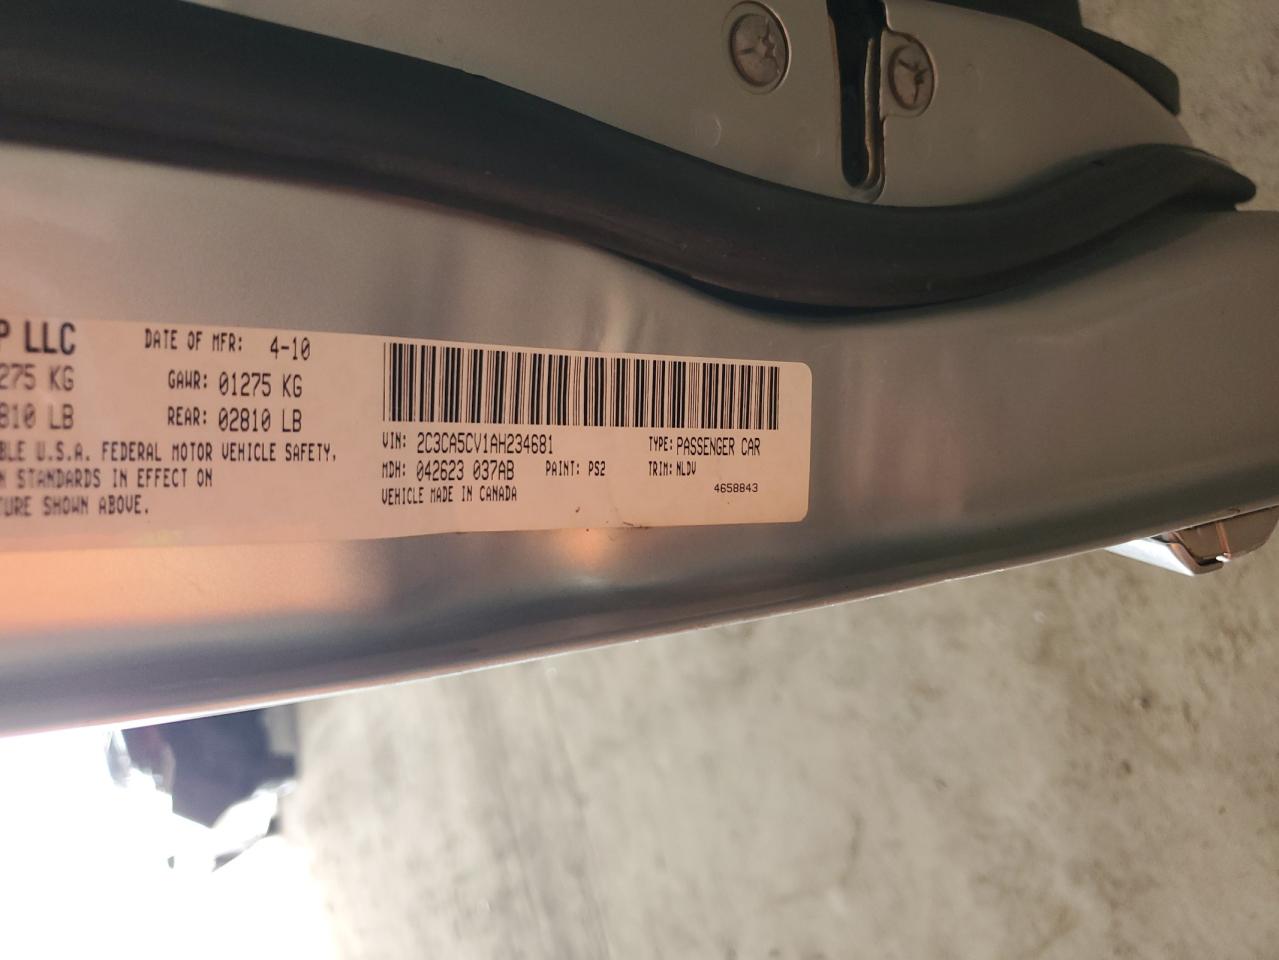 P LLC
DATE OF MFR: 4-10
275 KG
GAWR: 01275 KG
810 LB
REAR: 02810 LB
BLE U.S.A. FEDERAL MOTOR VEHICLE SAFETY,
N STANDARDS IN EFFECT ON
TURE SHOWN ABOVE.
VIN: 2C3CA5CV1AH234681
TYPE: PASSENGER CAR
MDH: 042623 037AB
PAINT: PS2
TRIM: NLDV
VEHICLE MADE IN CANADA
4658843